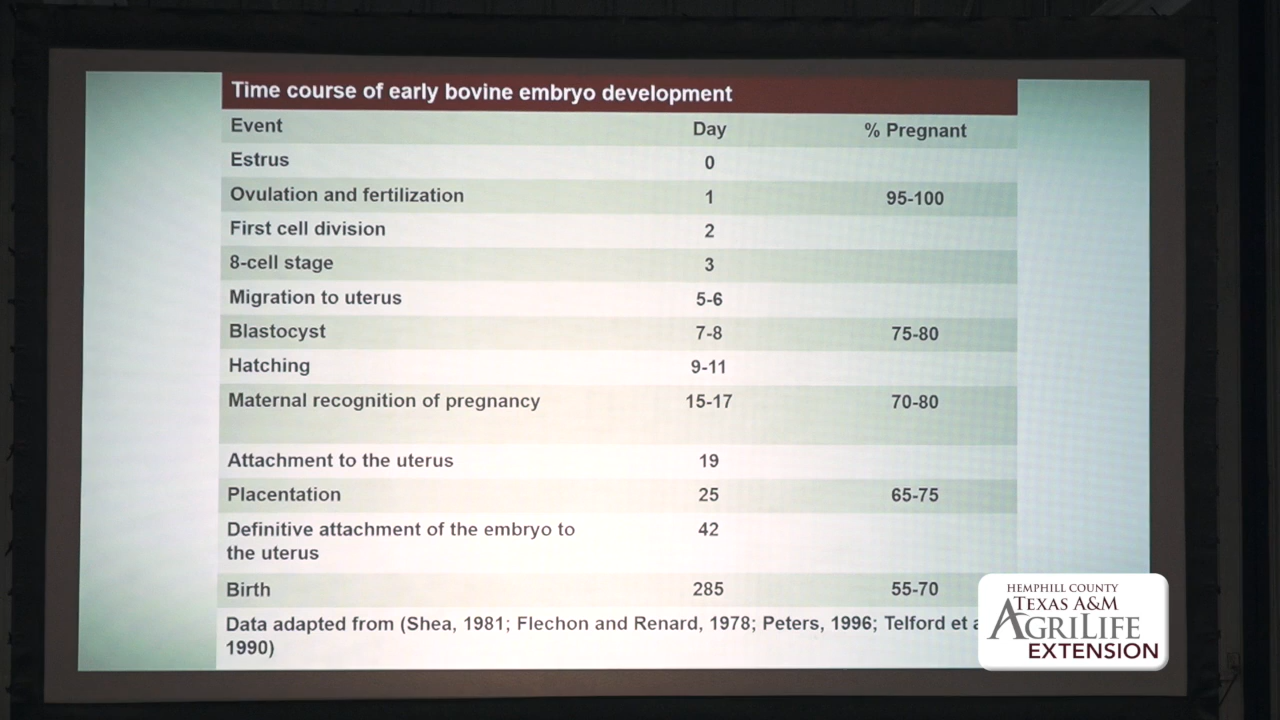 Time course of early bovine embryo development
Event Day % Pregnant
Estrus 0
Ovulation and fertilization 1 95-100
First cell division 2
8-cell stage 3
Migration to uterus 5-6
Blastocyst 7-8 75-80
Hatching 9-11
Maternal recognition of pregnancy 15-17 70-80
Attachment to the uterus 19
Placentation 25 65-75
Definitive attachment of the embryo to 42
the uterus
Birth 285 55-70
Data adapted from (Shea, 1981; Flechon and Renard, 1978; Peters, 1996; Telford et
1990)
HEMPHILL COUNTY
TEXAS A&M
AGRILIFE
EXTENSION